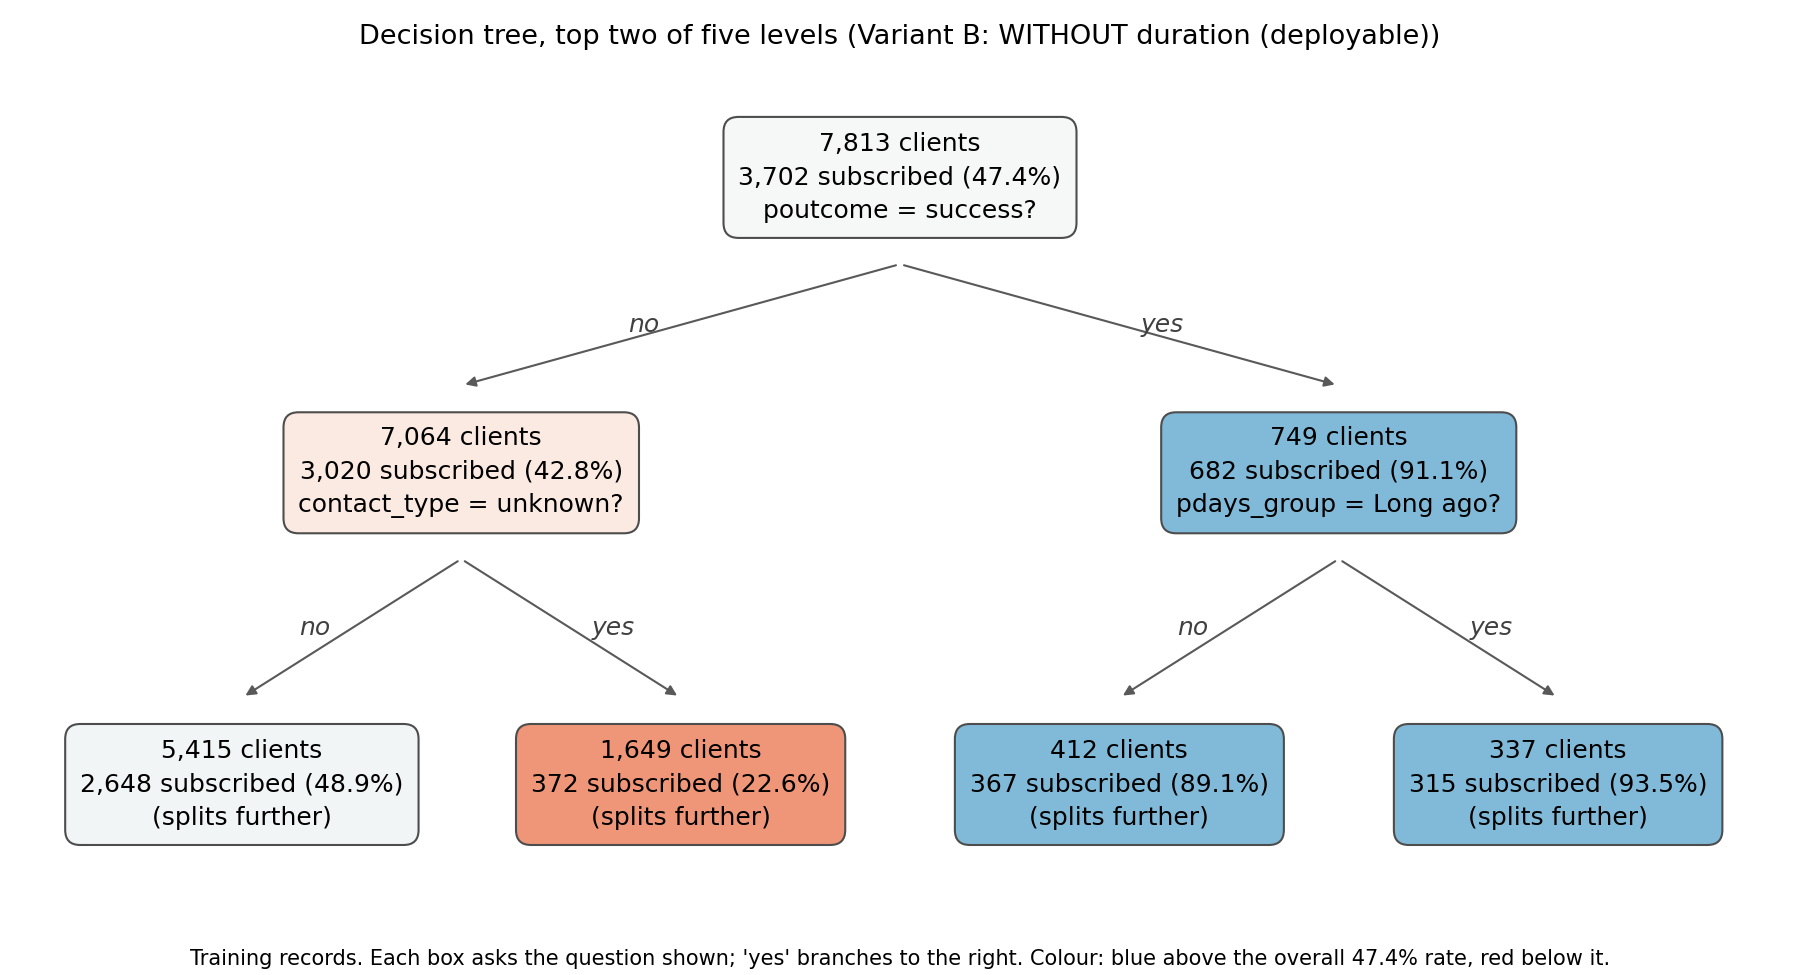 Decision tree, top two of five levels (Variant B: WITHOUT duration (deployable))
7,813 clients
3,702 subscribed (47.4%)
poutcome = success?
no
yes
7,064 clients
3,020 subscribed (42.8%)
contact_type = unknown?
749 clients
682 subscribed (91.1%)
pdays_group = Long ago?
no
yes
no
yes
5,415 clients
2,648 subscribed (48.9%)
(splits further)
1,649 clients
372 subscribed (22.6%)
(splits further)
412 clients
367 subscribed (89.1%)
(splits further)
337 clients
315 subscribed (93.5%)
(splits further)
Training records. Each box asks the question shown; 'yes' branches to the right. Colour: blue above the overall 47.4% rate, red below it.